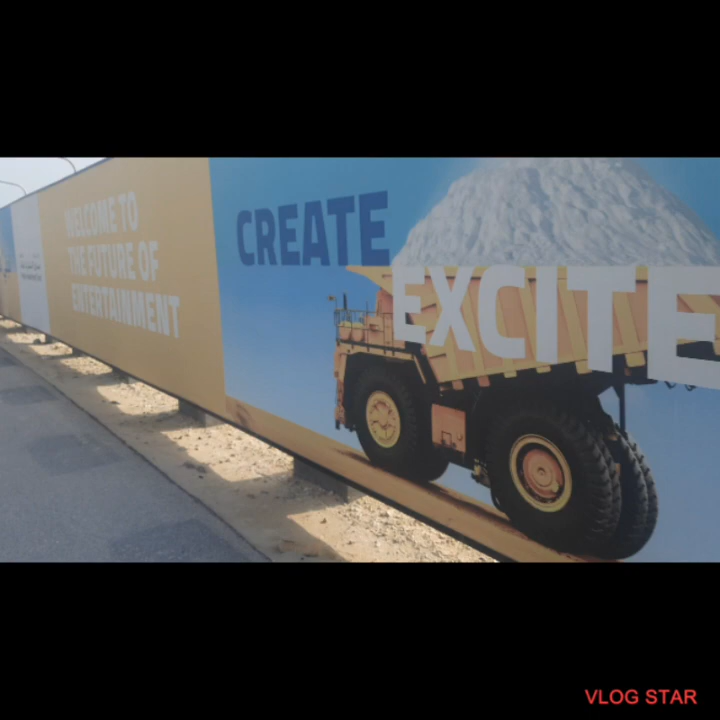 WELCOME TO
THE FUTURE OF
ENTERTAINMENT
CREATE
EXCITE
VLOG STAR